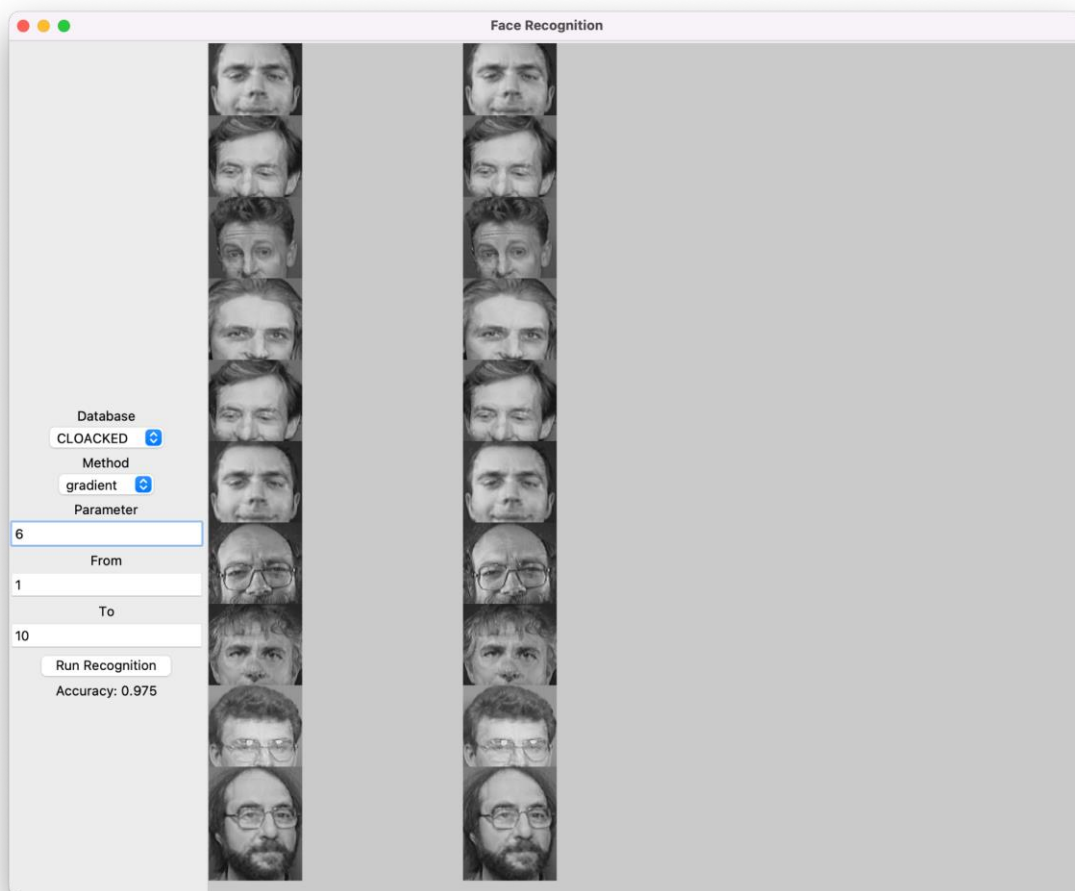 Face Recognition
Database
CLOACKED
Method
gradient
Parameter
6
From
1
To
10
Run Recognition
Accuracy: 0.975